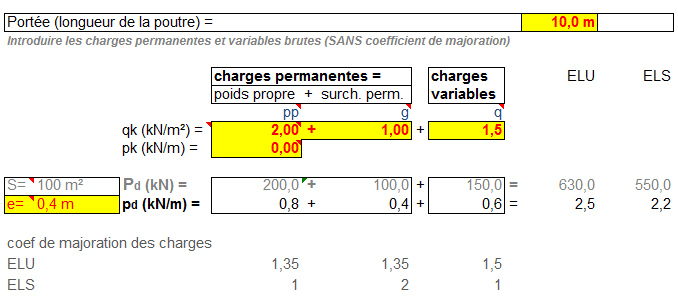 Portée (longueur de la poutre) = 10,0 m
Introduire les charges permanentes et variables brutes (SANS coefficient de majoration)
charges permanentes = charges ELU ELS
poids propre + surch. perm. variables
pp g q
qk (kN/m²) = 2,00 + 1,00 + 1,5
pk (kN/m) = 0,00
S= 100 m² Pd (kN) = 200,0 + 100,0 + 150,0 = 630,0 550,0
e= 0,4 m pd (kN/m) = 0,8 + 0,4 + 0,6 = 2,5 2,2
coef de majoration des charges
ELU 1,35 1,35 1,5
ELS 1 2 1